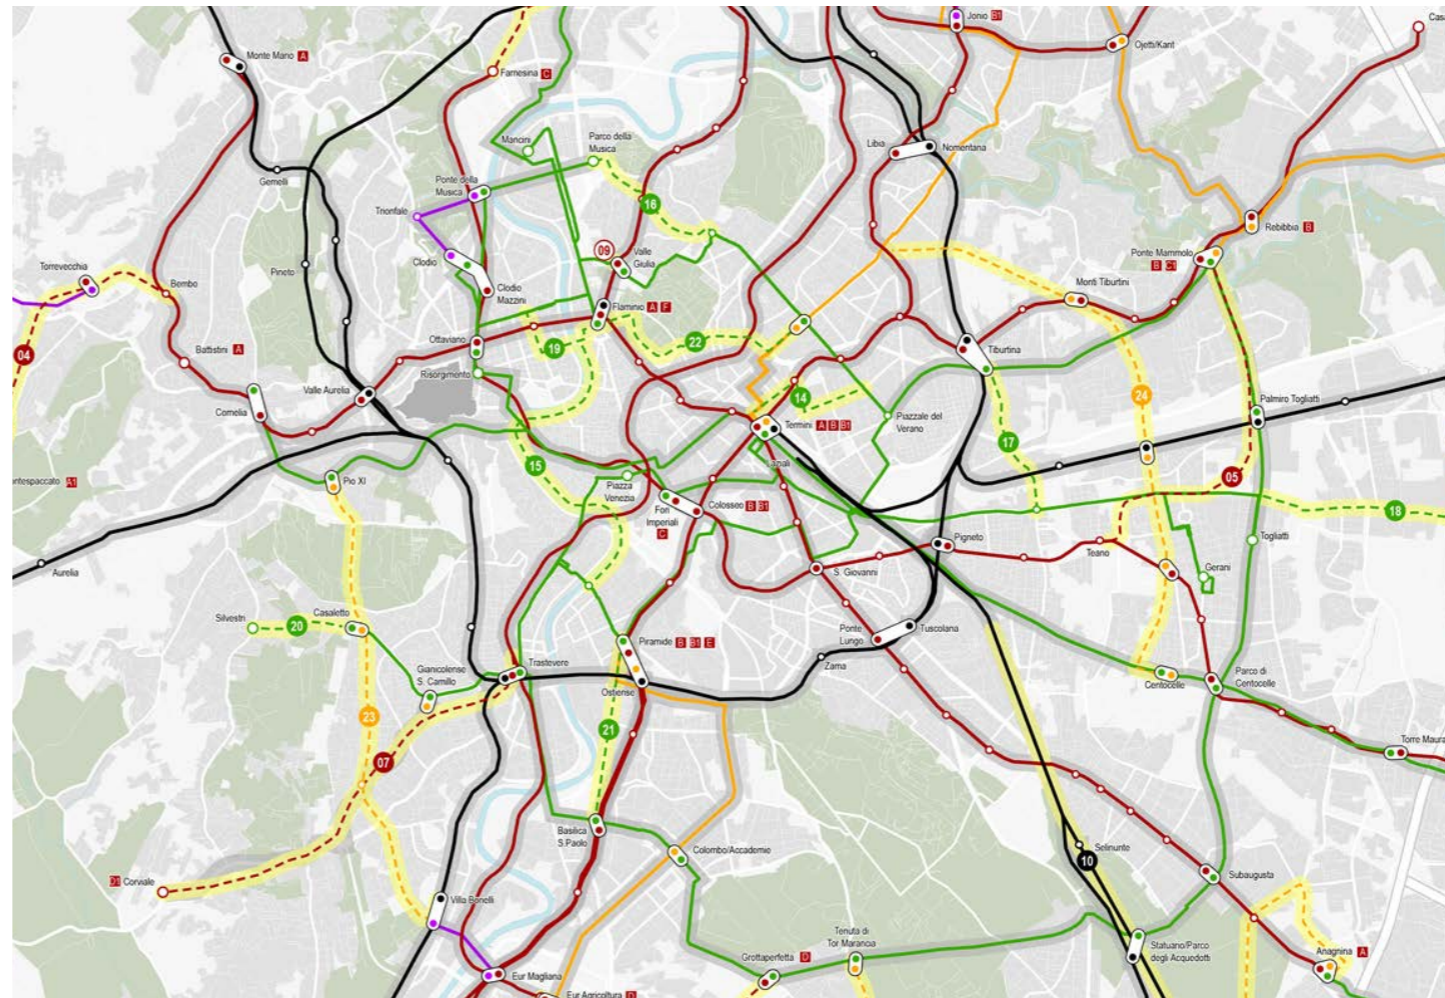 Jonio B1
Cas
Ojetti/Kant
Monte Mario A
Farnesina C
Mancini
Parco della
Musica
Libia
Nomentana
Gemelli
Ponte della
Musica
Trionfale
16
Rebibbia B
09
Valle
Giulia
Ponte Mammolo
B C1
Clodio
Torrevecchia
Pineto
Bembo
Clodio
Mazzini
Monti Tiburtini
Flaminio A F
04
Ottaviano
19
22
Tiburtina
Battistini A
Risorgimento
Valle Aurelia
14
24
Palmiro Togliatti
Cornelia
Termini A B B1
Piazzale del
Verano
17
Laziali
15
05
ntespaccato A1
Pio XI
Piazza
Venezia
Fori
Imperiali
C
Colosseo B B1
18
Pigneto
Teano
Togliatti
Aurelia
S. Giovanni
Gerani
Silvestri
20
Casaletto
Ponte
Lungo
Tuscolana
Piramide B B1 E
Zama
Gianicolense
S. Camillo
Trastevere
Ostiense
Centocelle
Parco di
Centocelle
23
21
Torre Maura
07
Basilica
S.Paolo
Colombo/Accademie
Selinunte
10
Subaugusta
D1 Corviale
Villa Bonelli
Tenuta di
Tor Marancia
Statuano/Parco
degli Acquedotti
Anagnina A
Grottaperfetta D
Eur Magliana
Eur Agricoltura D